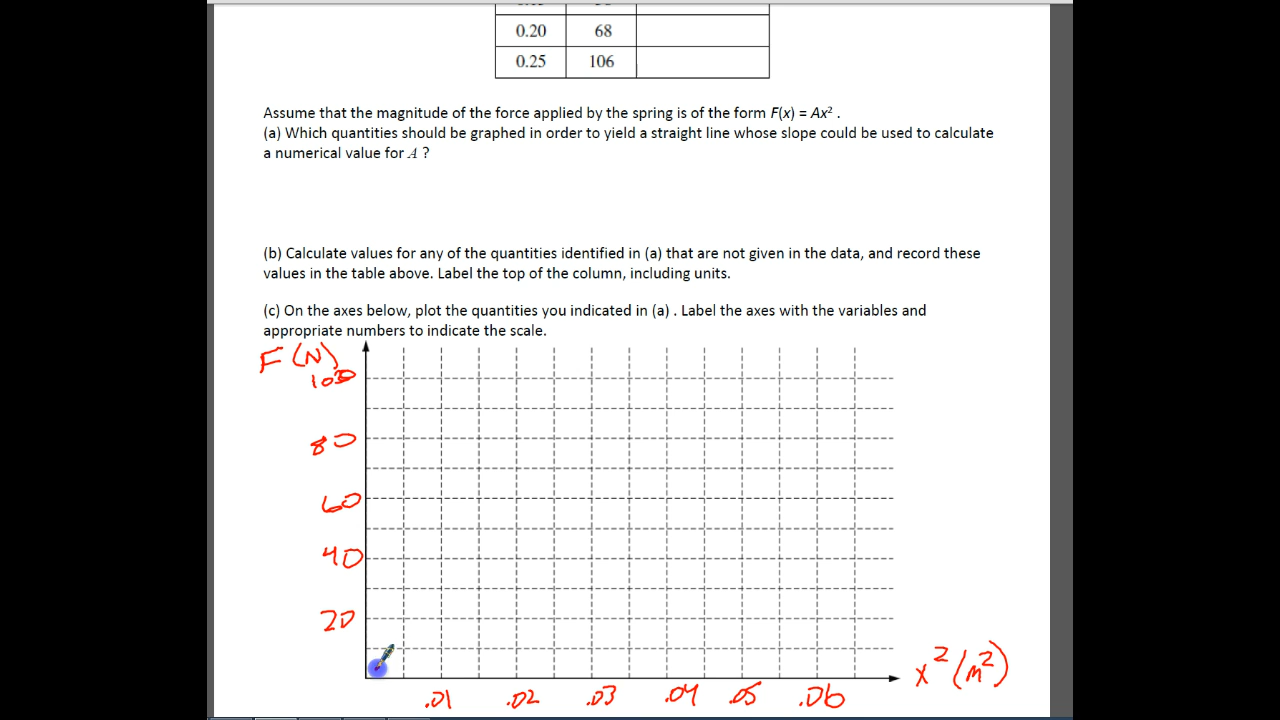 0.20 68
0.25 106
Assume that the magnitude of the force applied by the spring is of the form F(x) = Ax² .
(a) Which quantities should be graphed in order to yield a straight line whose slope could be used to calculate
a numerical value for A ?
(b) Calculate values for any of the quantities identified in (a) that are not given in the data, and record these
values in the table above. Label the top of the column, including units.
(c) On the axes below, plot the quantities you indicated in (a) . Label the axes with the variables and
appropriate numbers to indicate the scale.
F (N)
100
80
60
40
20
x² (m²)
.01 .02 .03 .04 .05 .06